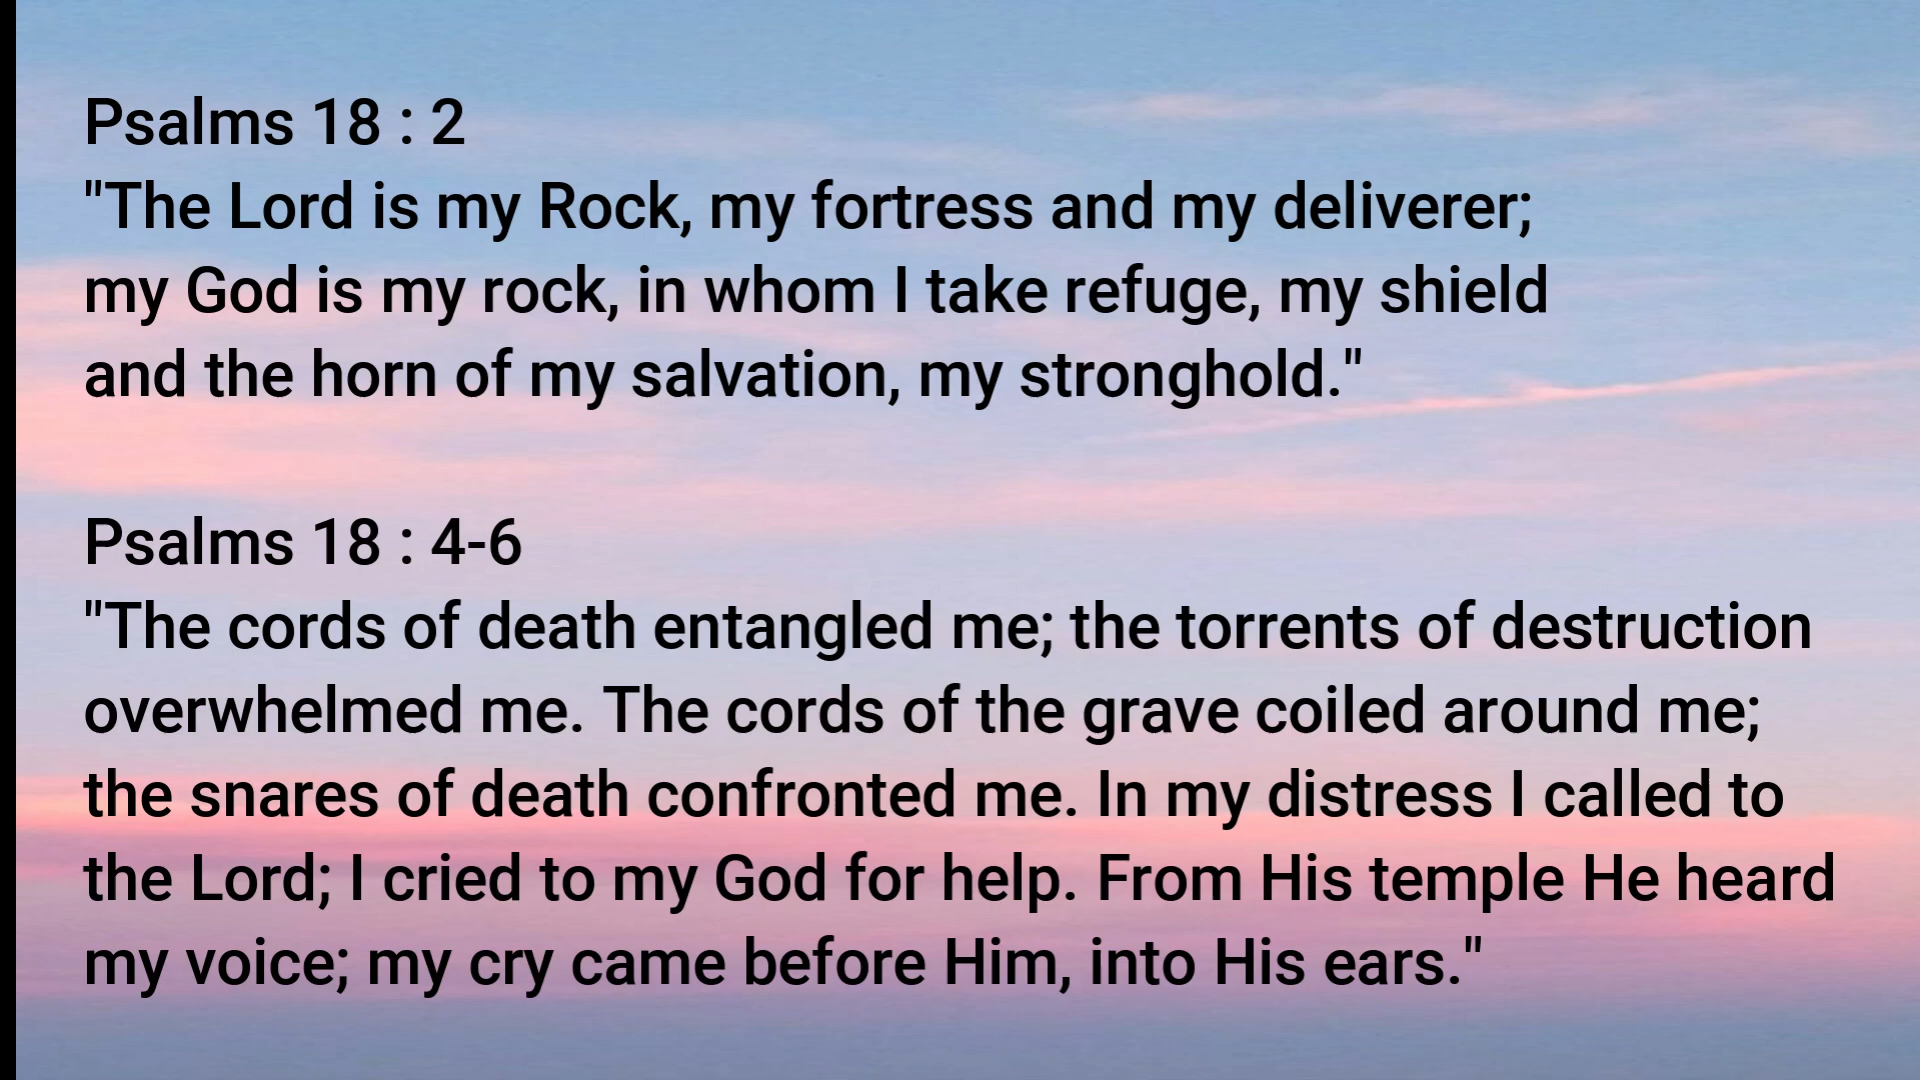 Psalms 18 : 2
"The Lord is my Rock, my fortress and my deliverer;
my God is my rock, in whom I take refuge, my shield
and the horn of my salvation, my stronghold."
Psalms 18 : 4-6
"The cords of death entangled me; the torrents of destruction
overwhelmed me. The cords of the grave coiled around me;
the snares of death confronted me. In my distress I called to
the Lord; I cried to my God for help. From His temple He heard
my voice; my cry came before Him, into His ears."